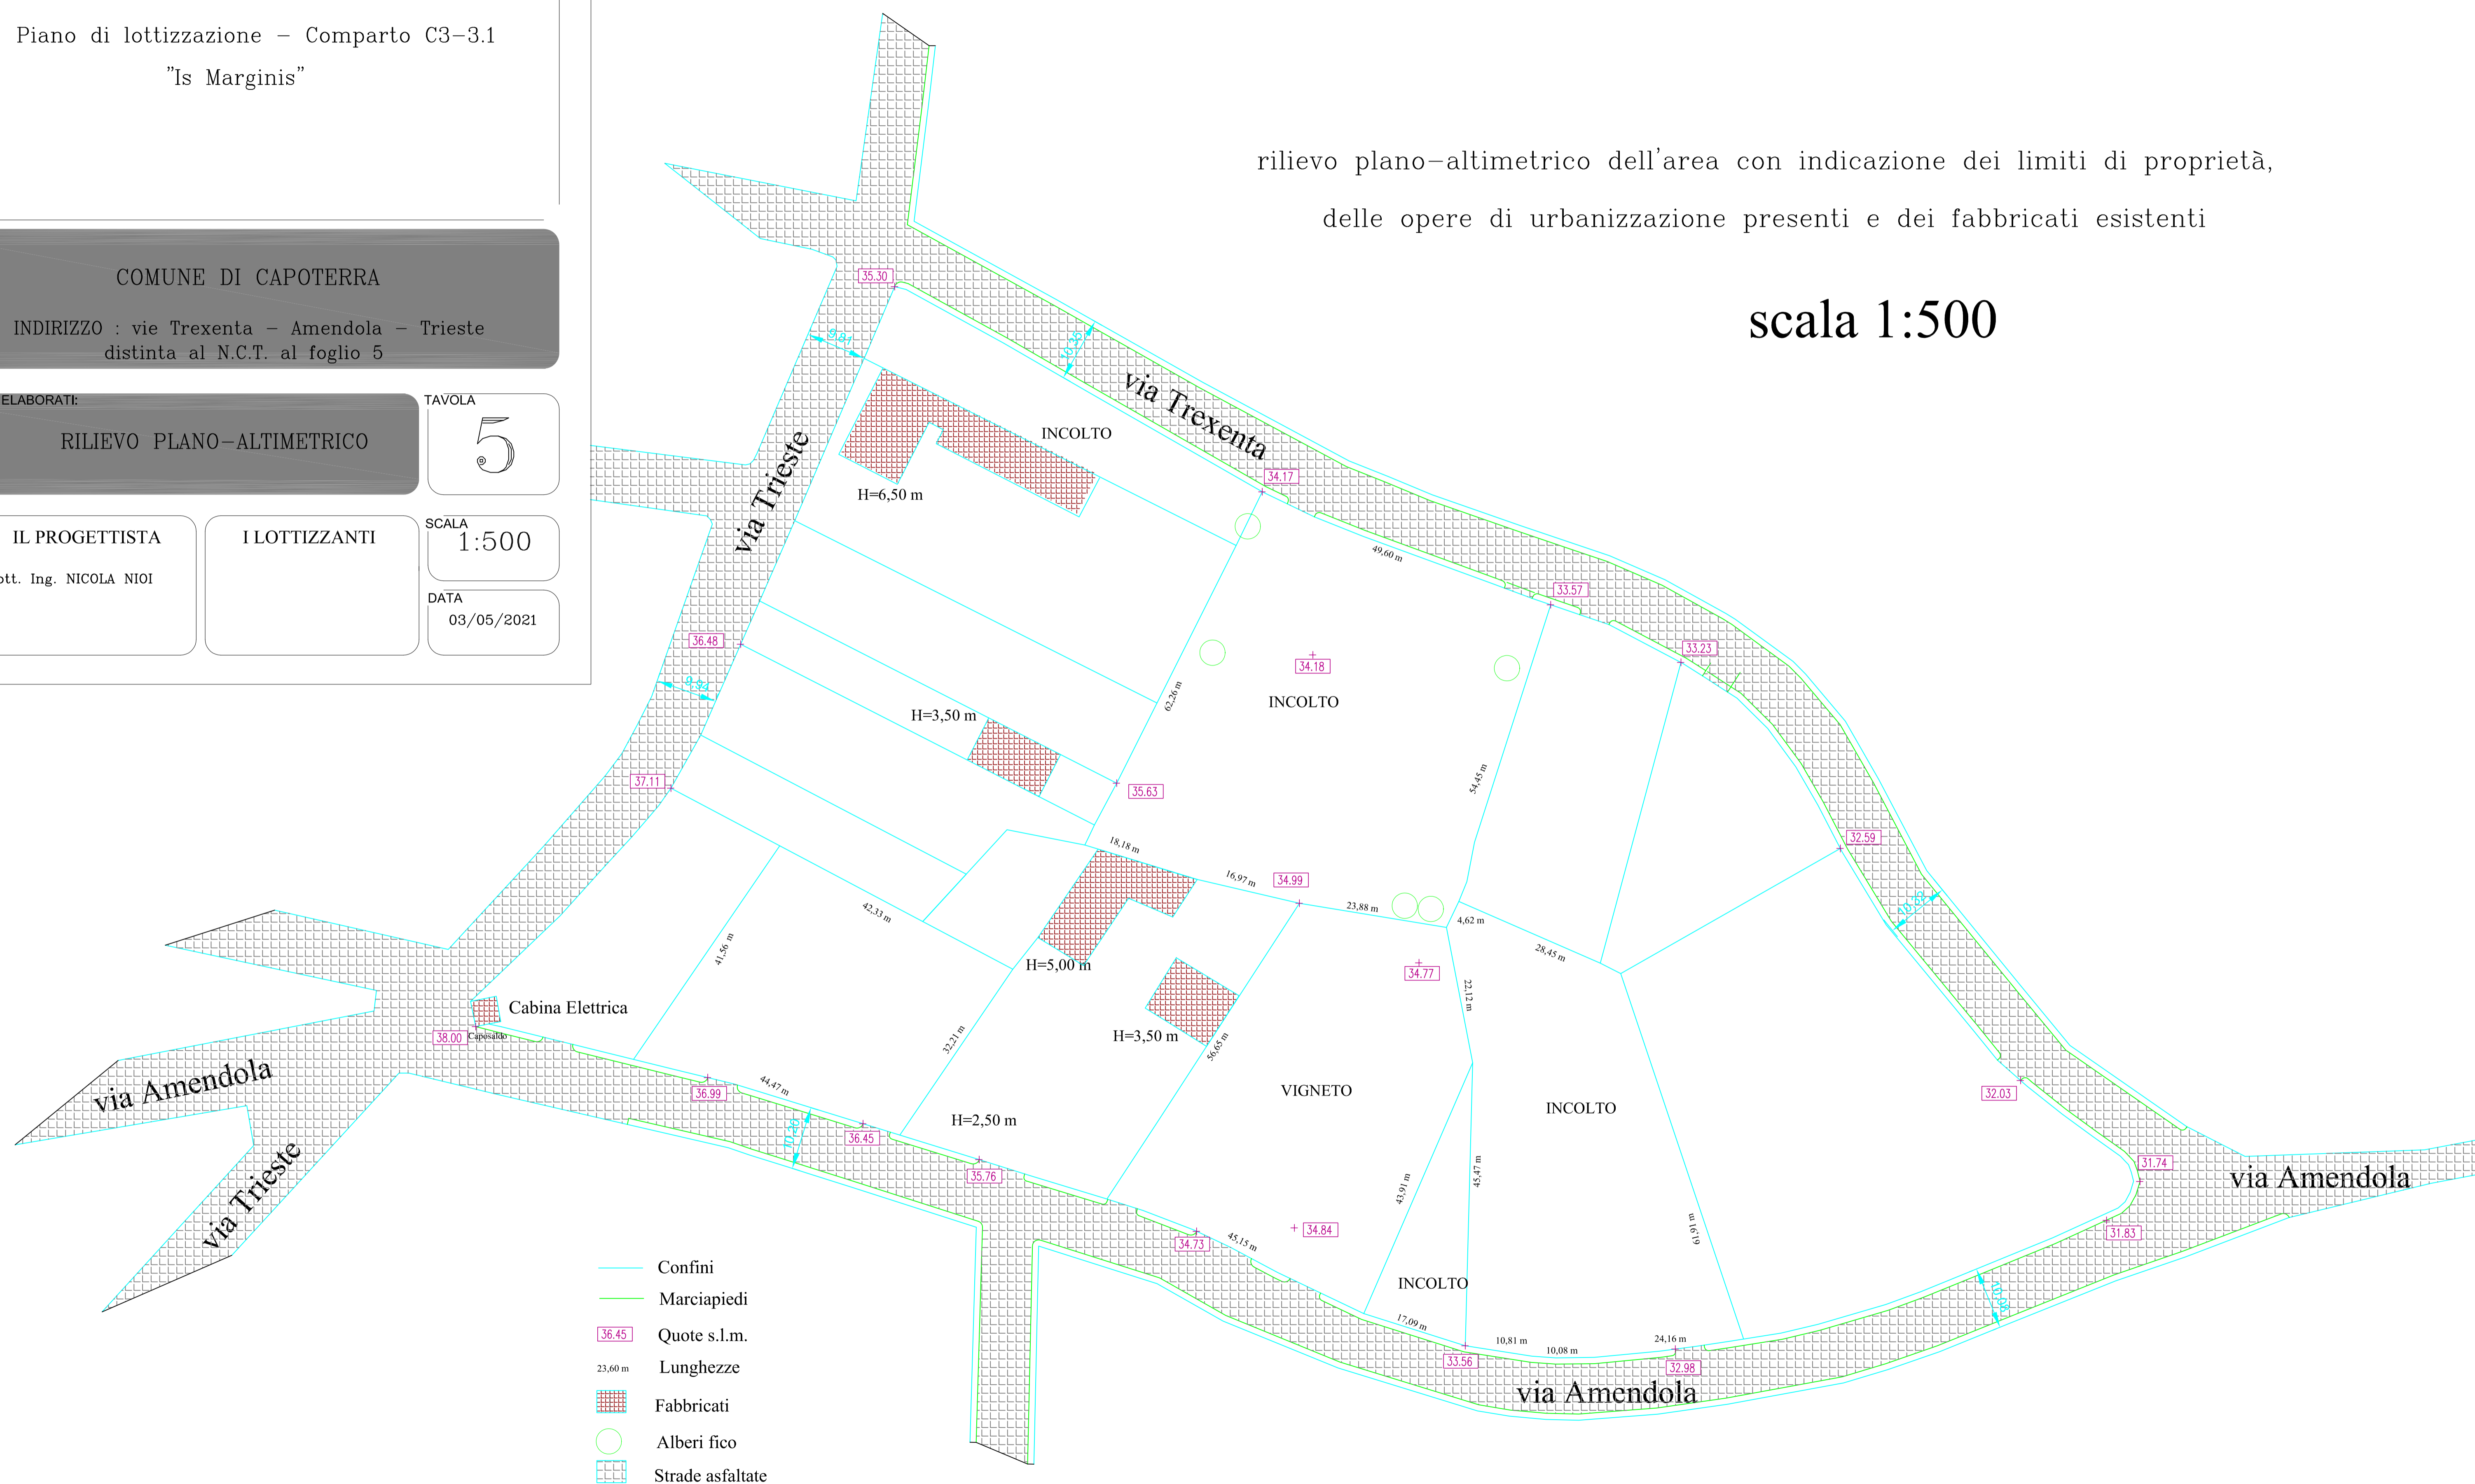 Piano di lottizzazione - Comparto C3-3.1
"Is Marginis"
COMUNE DI CAPOTERRA
INDIRIZZO : vie Trexenta - Amendola - Trieste
distinta al N.C.T. al foglio 5
ELABORATI:
RILIEVO PLANO-ALTIMETRICO
TAVOLA
5
IL PROGETTISTA
Ing. NICOLA NIOI
I LOTTIZZANTI
SCALA
1:500
DATA
03/05/2021
rilievo plano-altimetrico dell'area con indicazione dei limiti di proprietà,
delle opere di urbanizzazione presenti e dei fabbricati esistenti
scala 1:500
35.30
9.81
via Trexenta
INCOLTO
via Trieste
34.17
H=6,50 m
49,60 m
33.57
36.48
33.23
34.18
62,26 m
INCOLTO
H=3,50 m
37.11
35.63
54,45 m
32.59
18,18 m
16,97 m
34.99
23,88 m
4,62 m
10.32
42,33 m
41,56 m
28,45 m
H=5,00 m
34.77
22,12 m
Cabina Elettrica
38.00
Caposaldo
32,21 m
H=3,50 m
56,65 m
via Amendola
36.99
44,47 m
VIGNETO
INCOLTO
32.03
H=2,50 m
10.20
36.45
35.76
31.74
via Amendola
via Trieste
43,91 m
45,47 m
61,91 m
34.73
45,15 m
34.84
31.83
INCOLTO
17,09 m
10,81 m
10,08 m
24,16 m
33.56
32.98
via Amendola
Confini
Marciapiedi
36.45
Quote s.l.m.
23,60 m
Lunghezze
Fabbricati
Alberi fico
Strade asfaltate